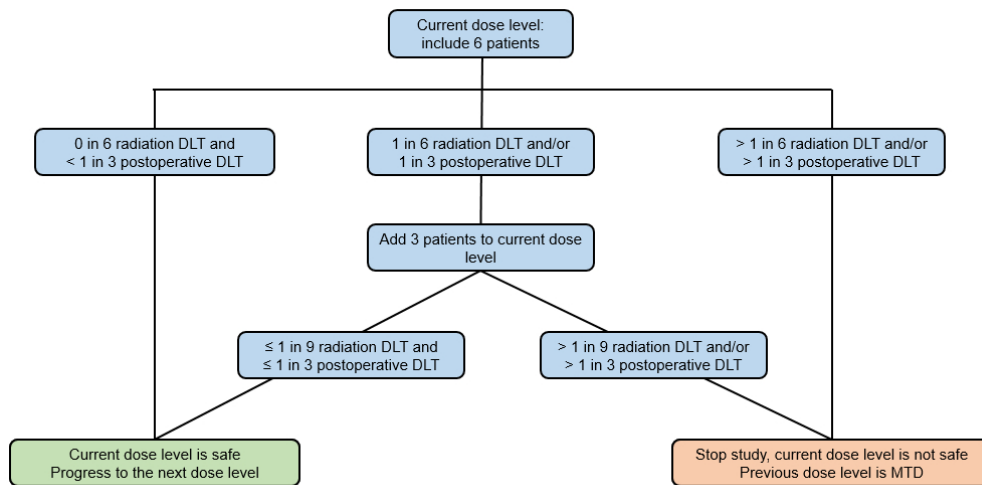 Current dose level:
include 6 patients
0 in 6 radiation DLT and
< 1 in 3 postoperative DLT
1 in 6 radiation DLT and/or
1 in 3 postoperative DLT
> 1 in 6 radiation DLT and/or
> 1 in 3 postoperative DLT
Add 3 patients to current dose
level
≤ 1 in 9 radiation DLT and
≤ 1 in 3 postoperative DLT
> 1 in 9 radiation DLT and/or
> 1 in 3 postoperative DLT
Current dose level is safe
Progress to the next dose level
Stop study, current dose level is not safe
Previous dose level is MTD